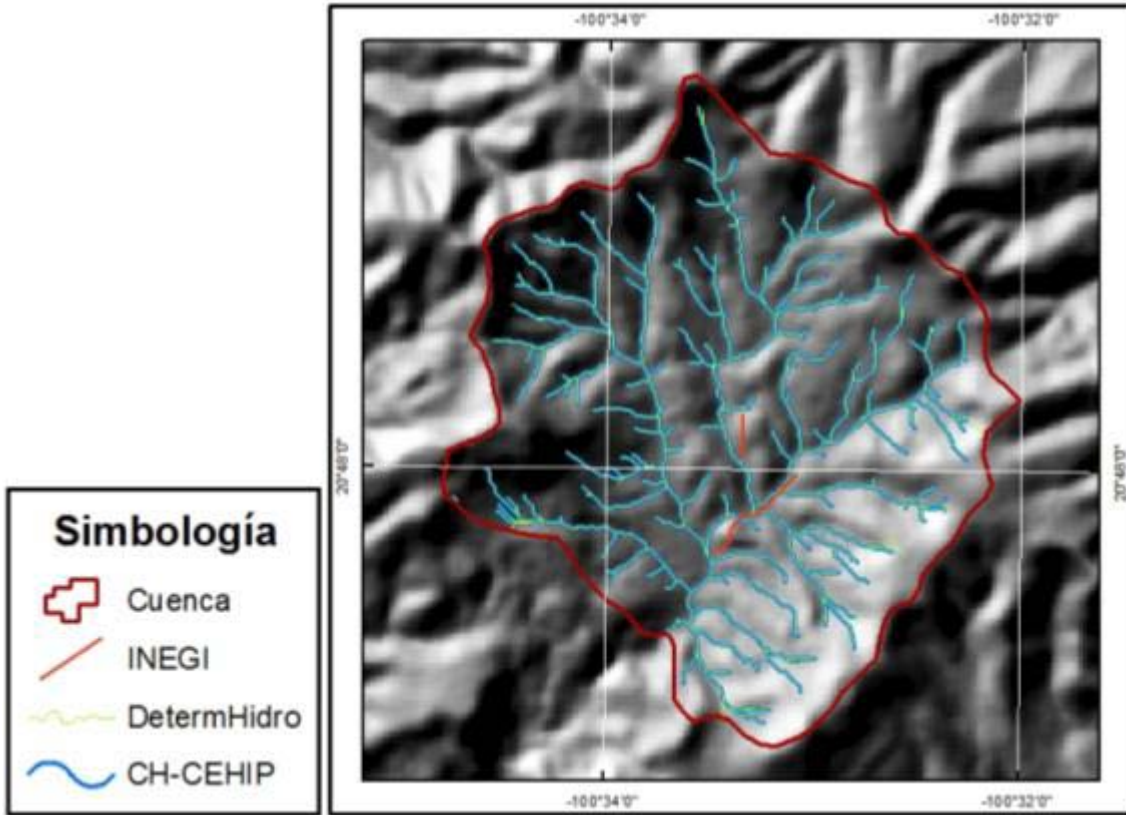 -100°34'0"
-100°32'0"
20°48'0"
20°48'0"
Simbología
Cuenca
INEGI
DetermHidro
CH-CEHIP
-100°34'0"
-100°32'0"